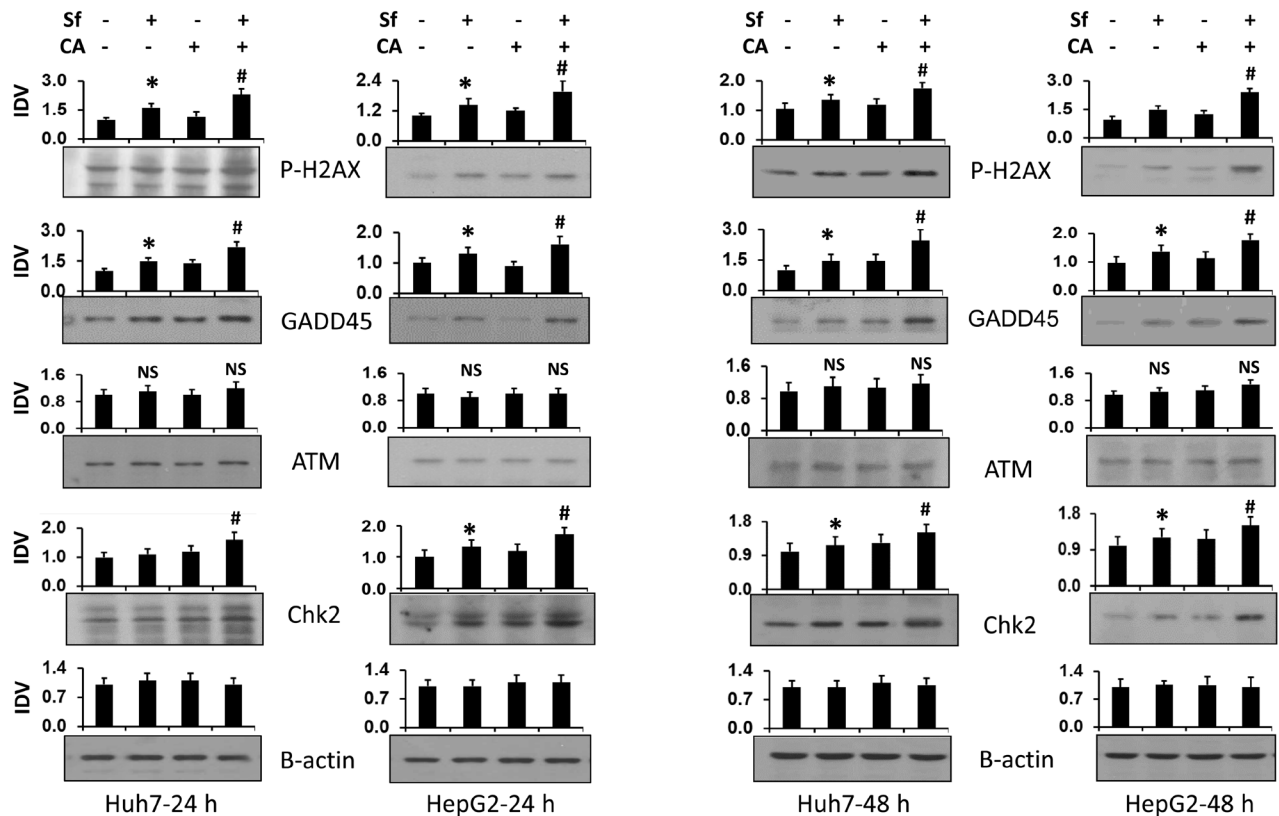 Sf - + - + - + - + - + - + - + - +
CA - - + + - - + + - - + + - - + +
IDV 3.0 1.5 0.0 * # 2.4 1.2 0.0 * # 2.0 1.0 0.0 * # 3.0 1.5 0.0 #
P-H2AX P-H2AX
IDV 3.0 1.5 0.0 * # 2.0 1.0 0.0 * # 3.0 1.5 0.0 * # 2.0 1.0 0.0 * #
GADD45 GADD45
IDV 1.6 0.8 0.0 NS NS 1.6 0.8 0.0 NS NS 1.2 0.6 0.0 NS NS 1.6 0.8 0.0 NS NS
ATM ATM
IDV 2.0 1.0 0.0 # 2.0 1.0 0.0 * # 1.8 0.9 0.0 * # 1.8 0.9 0.0 * #
Chk2 Chk2
IDV 1.4 0.7 0.0 1.4 0.7 0.0 1.4 0.7 0.0 1.4 0.7 0.0
B-actin B-actin
Huh7-24 h HepG2-24 h Huh7-48 h HepG2-48 h